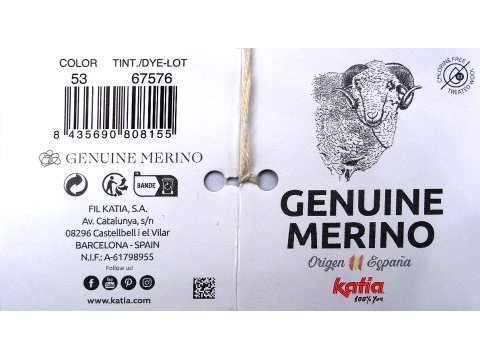 COLOR TINT./DYE-LOT
53 67576
8 435690 808155
GENUINE MERINO
BANDE
FIL KATIA, S.A.
Av. Catalunya, s/n
08296 Castellbell i el Vilar
BARCELONA - SPAIN
N.I.F.: A-61798955
Follow us!
www.katia.com
CHLORINE FREE
TREATED WOOL
GENUINE
MERINO
Origen España
katia
100% You